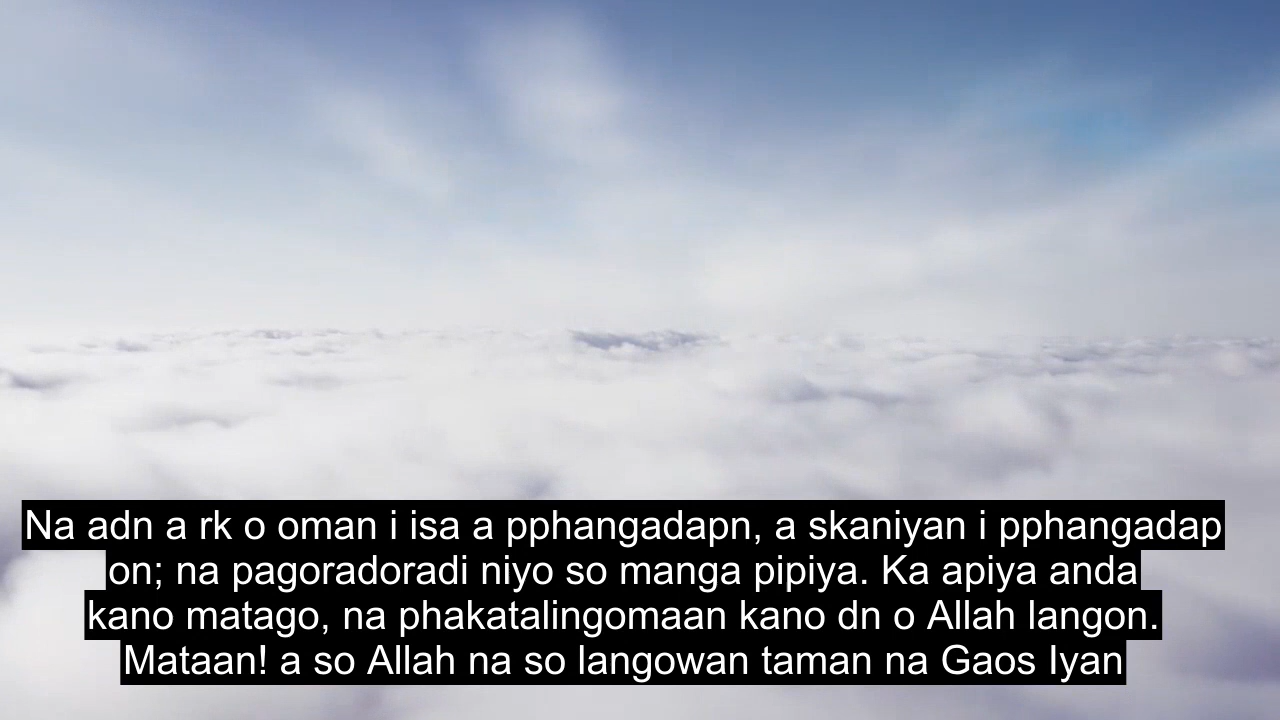 Na adn a rk o oman i isa a pphangadapn, a skaniyan i pphangadap
on; na pagoradoradi niyo so manga pipiya. Ka apiya anda
kano matago, na phakatalingomaan kano dn o Allah langon.
Mataan! a so Allah na so langowan taman na Gaos Iyan